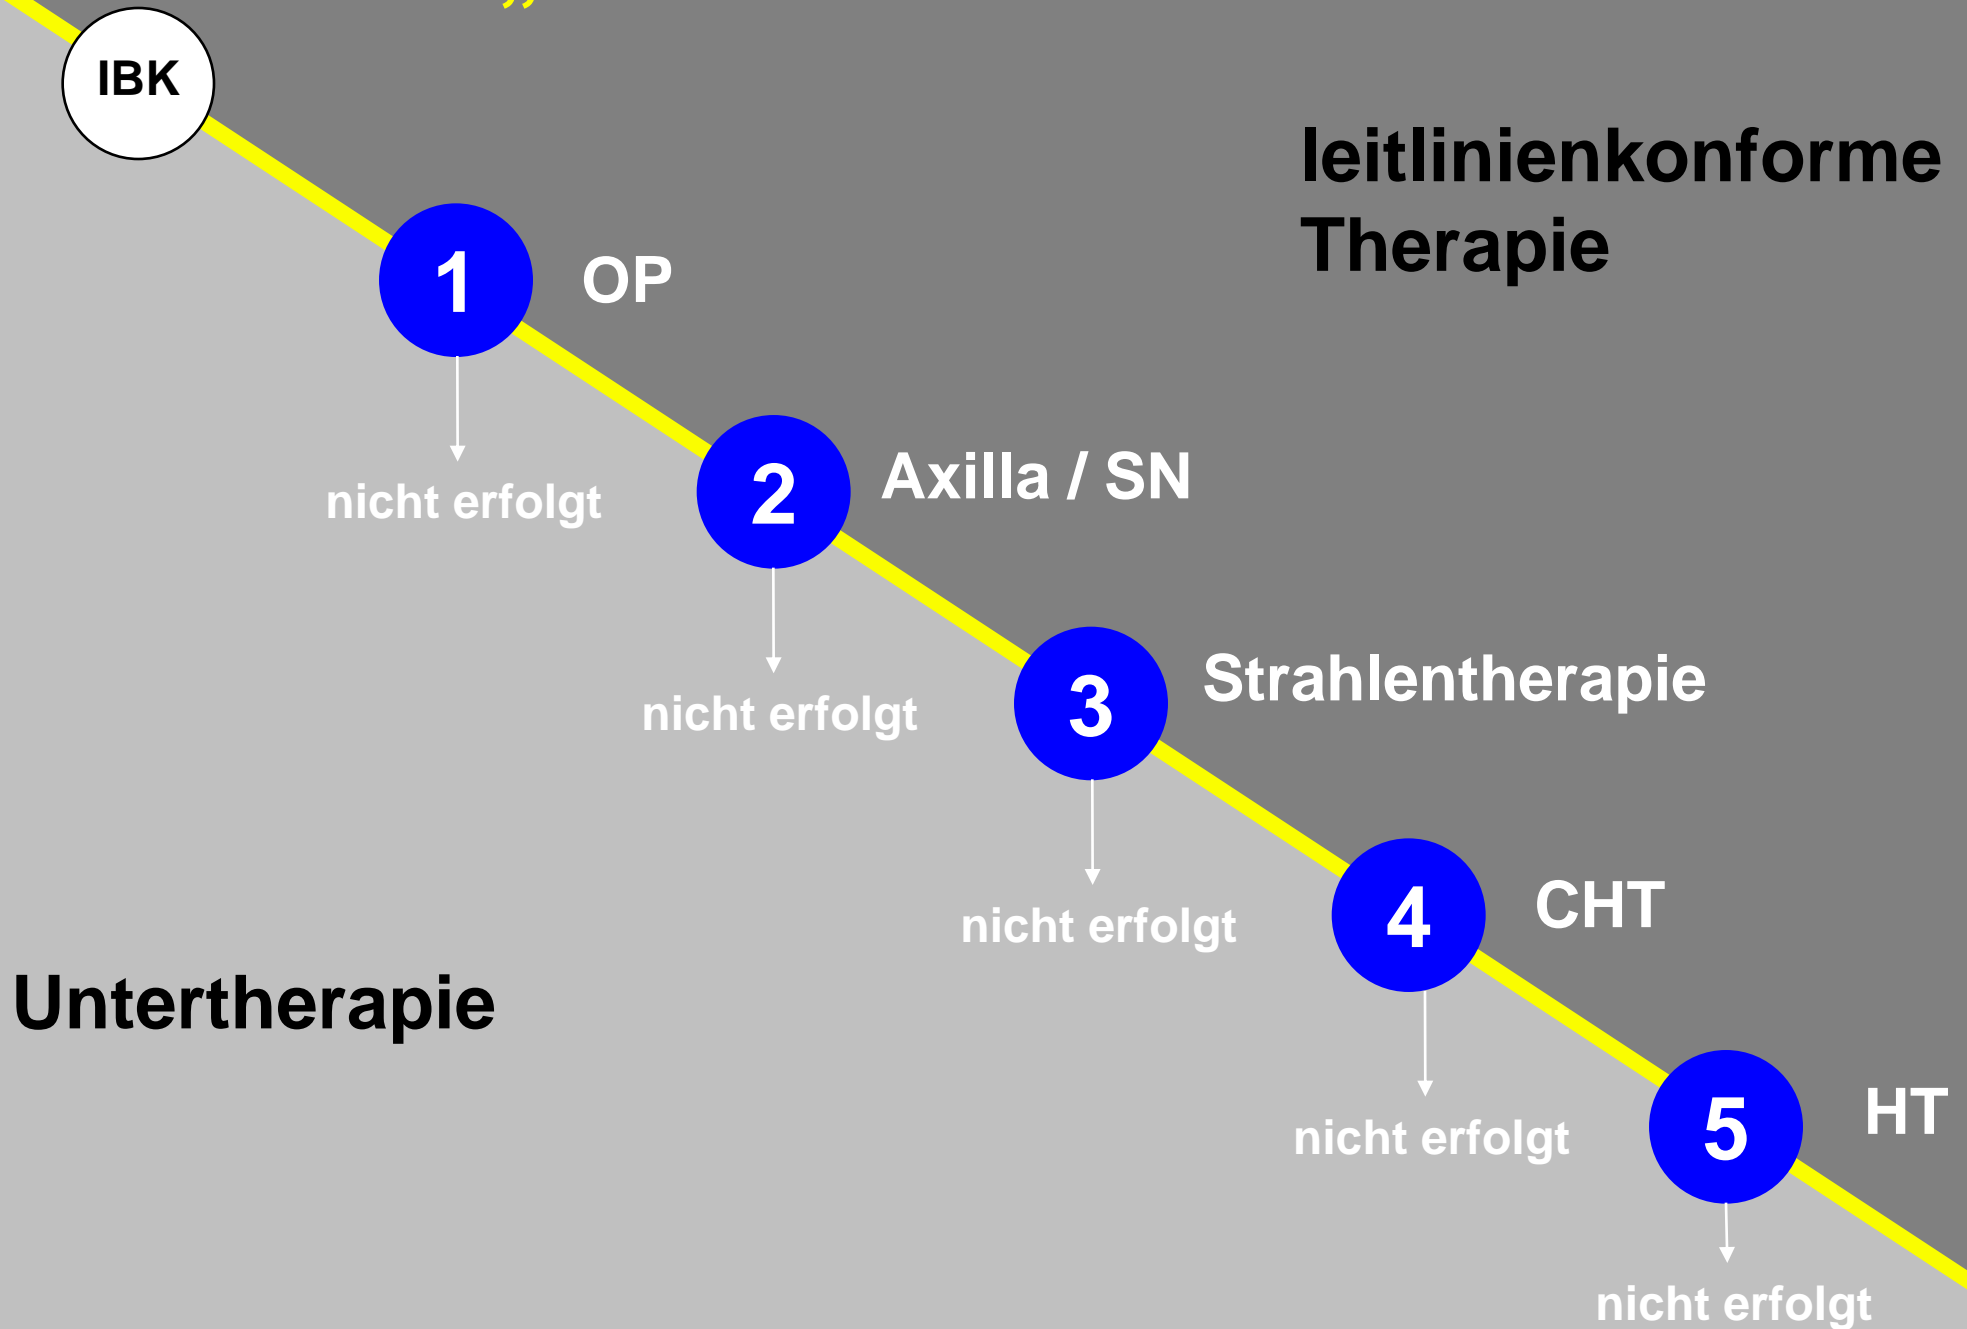 „
IBK
leitlinienkonforme
Therapie
1
OP
nicht erfolgt
2
Axilla / SN
nicht erfolgt
3
Strahlentherapie
nicht erfolgt
4
CHT
nicht erfolgt
Untertherapie
5
HT
nicht erfolgt